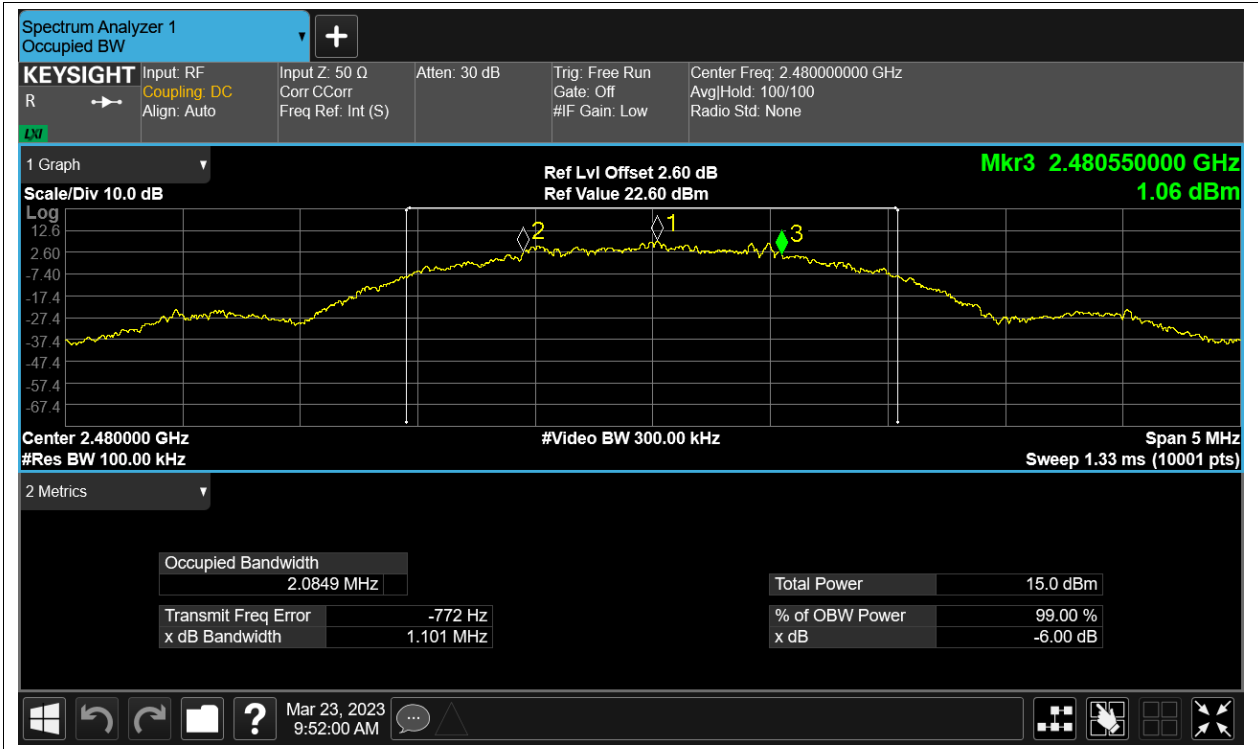 Spectrum Analyzer 1
Occupied BW
+
KEYSIGHT
R
LXI
Input: RF
Coupling: DC
Align: Auto
Input Z: 50 Ω
Corr CCorr
Freq Ref: Int (S)
Atten: 30 dB
Trig: Free Run
Gate: Off
#IF Gain: Low
Center Freq: 2.480000000 GHz
Avg|Hold: 100/100
Radio Std: None
1 Graph
Scale/Div 10.0 dB
Ref Lvl Offset 2.60 dB
Ref Value 22.60 dBm
Mkr3 2.480550000 GHz
1.06 dBm
Log
12.6
2.60
-7.40
-17.4
-27.4
-37.4
-47.4
-57.4
-67.4
2
1
3
Center 2.480000 GHz
#Video BW 300.00 kHz
Span 5 MHz
#Res BW 100.00 kHz
Sweep 1.33 ms (10001 pts)
2 Metrics
Occupied Bandwidth
2.0849 MHz
Transmit Freq Error -772 Hz
x dB Bandwidth 1.101 MHz
Total Power 15.0 dBm
% of OBW Power 99.00 %
x dB -6.00 dB
?
Mar 23, 2023
9:52:00 AM